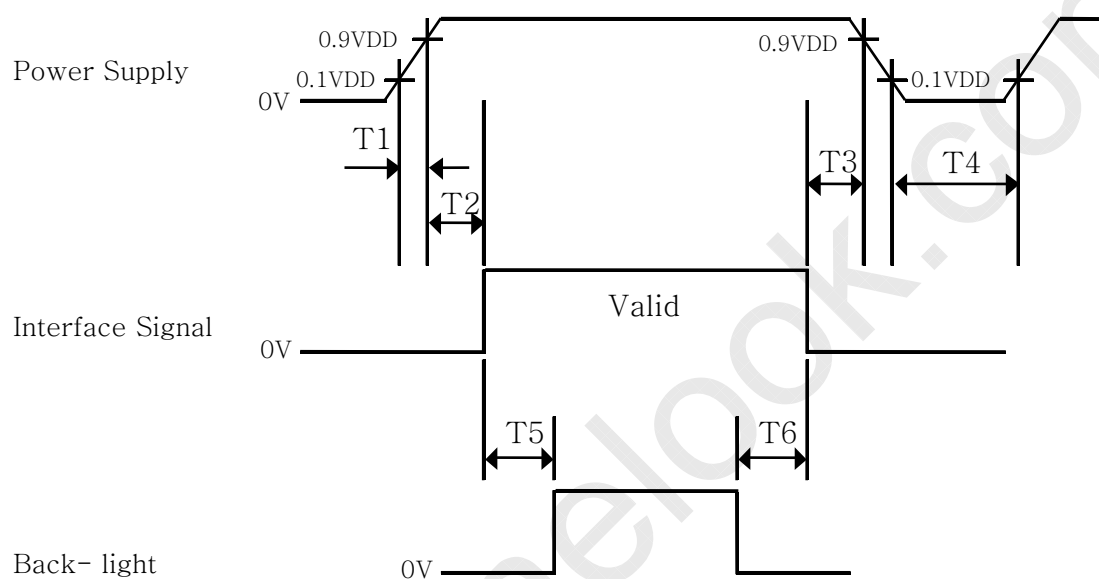 0.9VDD
0.9VDD
Power Supply
0.1VDD
0.1VDD
0V
T1
T3
T4
T2
Valid
Interface Signal
0V
T5
T6
Back- light
0V